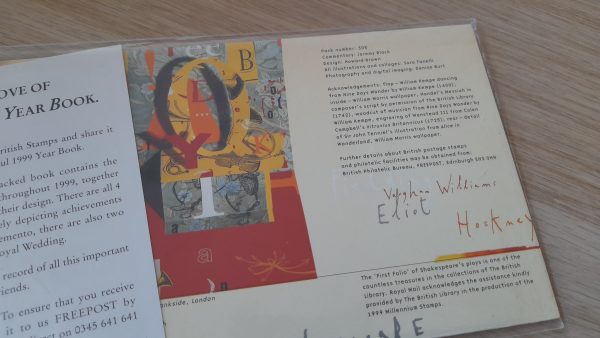 OVE OF
YEAR BOOK.
ritish Stamps and share it
ul 1999 Year Book.
acked book contains the
throughout 1999, together
their design. There are all 4
ely depicting achievements
emento, there are also two
oyal Wedding.
record of all this important
riends.
To ensure that you receive
it to us FREEPOST by
direct on 0345 641 641
B
O
L
Y
I
a
a
Bankside, London
Pack number: 306
Commentary: Jeremy Black
Design: Howard Brown
All illustrations and collages: Sara Fanelli
Photography and digital imaging: Darian Burt
Acknowledgements: Flap – William Kempe dancing
from Nine Days Wonder by William Kempe (1600);
inside – William Morris wallpaper, Handel's Messiah in
composer's script by permission of The British Library
(1742), woodcut of musician from Nine Days Wonder by
William Kempe, engraving of Wanstead III from Colen
Campbell's Vitruvius Britannicus (1725); rear – detail
of Sir John Tenniel's illustration from Alice in
Wonderland, William Morris wallpaper.
Further details about British postage stamps
and philatelic facilities may be obtained from:
British Philatelic Bureau, FREEPOST, Edinburgh EH3 0HN
Vaughan Williams
Eliot
Hockney
The 'First Folio' of Shakespeare's plays is one of the
countless treasures in the collections of The British
Library. Royal Mail acknowledges the assistance kindly
provided by The British Library in the production of the
1999 Millennium Stamps.